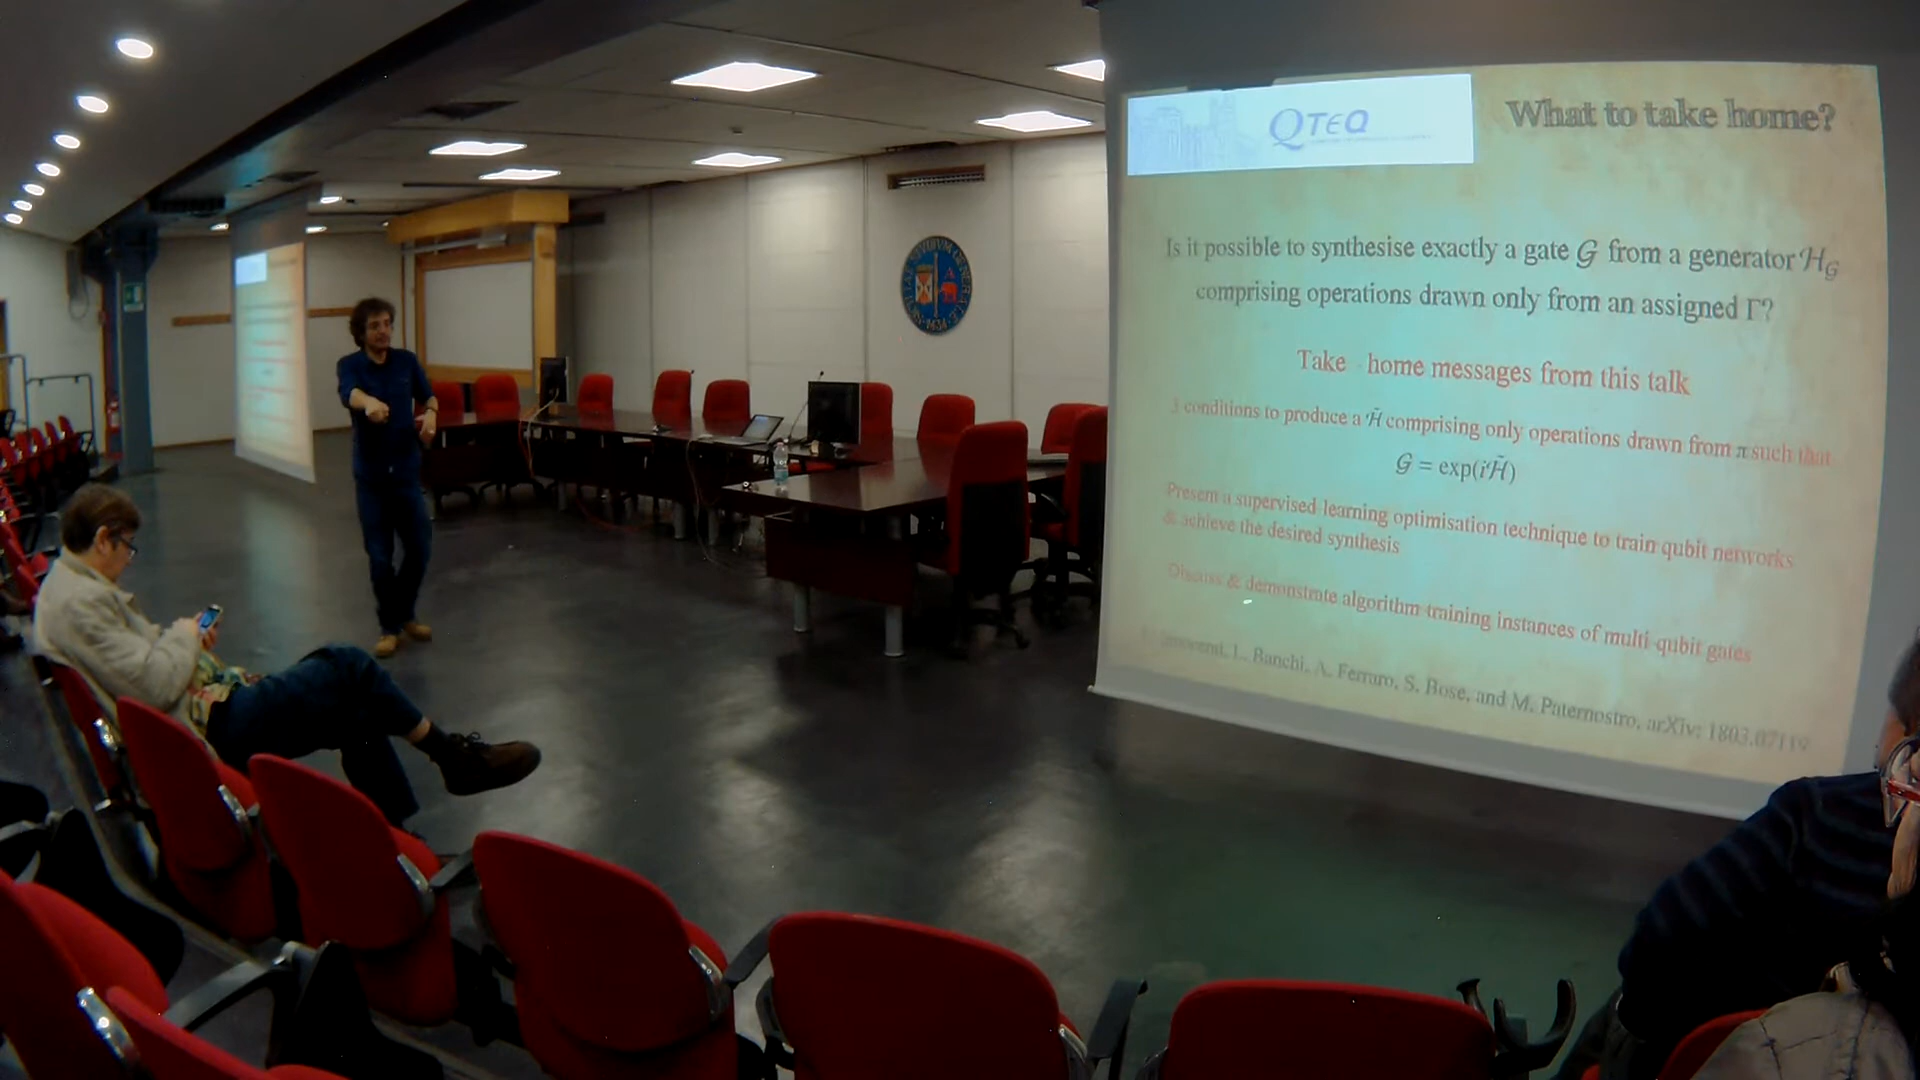 QTEQ
What to take home?
Is it possible to synthesise exactly a gate 𝒢 from a generator ℋ_𝒢
comprising operations drawn only from an assigned Γ?
Take home messages from this talk
conditions to produce a ℋ̃ comprising only operations drawn from π such that
𝒢 = exp(iℋ̃)
Present a supervised learning optimisation technique to train qubit networks
& achieve the desired synthesis
Discuss & demonstrate algorithm training instances of multi qubit gates
L. Banchi, A. Ferraro, S. Bose, and M. Paternostro, arXiv: 1803.07119